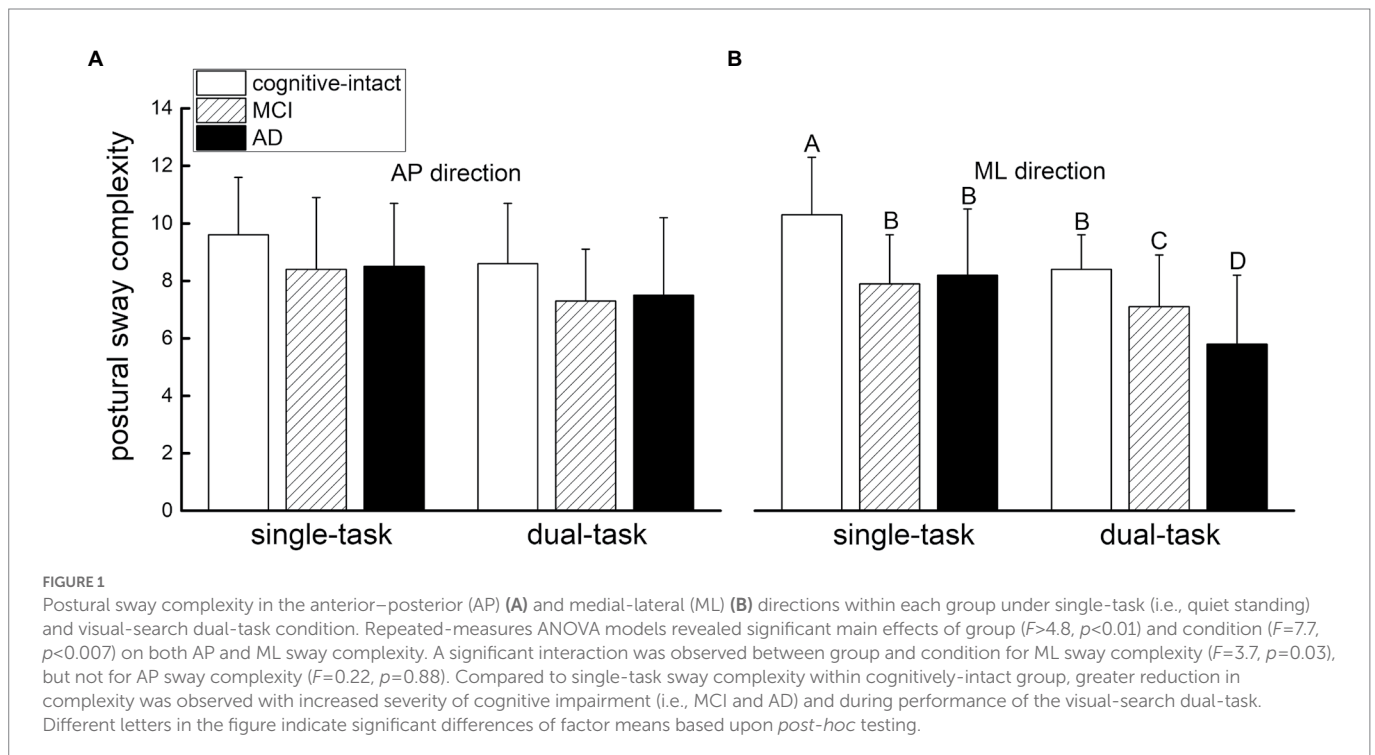 A
B
cognitive-intact
MCI
AD
14
12
10
8
6
4
2
0
postural sway complexity
AP direction
single-task
dual-task
ML direction
A
B
B
B
C
D
single-task
dual-task
FIGURE 1
Postural sway complexity in the anterior–posterior (AP) (A) and medial-lateral (ML) (B) directions within each group under single-task (i.e., quiet standing)
and visual-search dual-task condition. Repeated-measures ANOVA models revealed significant main effects of group (F>4.8, p<0.01) and condition (F=7.7,
p<0.007) on both AP and ML sway complexity. A significant interaction was observed between group and condition for ML sway complexity (F=3.7, p=0.03),
but not for AP sway complexity (F=0.22, p=0.88). Compared to single-task sway complexity within cognitively-intact group, greater reduction in
complexity was observed with increased severity of cognitive impairment (i.e., MCI and AD) and during performance of the visual-search dual-task.
Different letters in the figure indicate significant differences of factor means based upon post-hoc testing.